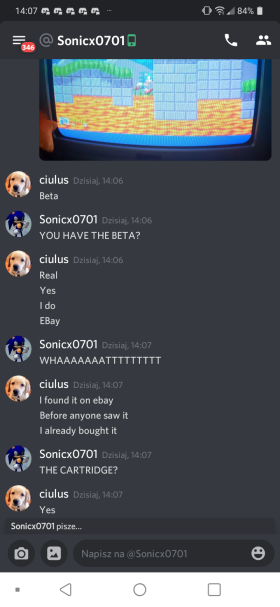 14:07 84%
346 @ Sonicx0701
ciulus Dzisiaj, 14:06
Beta
Sonicx0701 Dzisiaj, 14:06
YOU HAVE THE BETA?
ciulus Dzisiaj, 14:06
Real
Yes
I do
EBay
Sonicx0701 Dzisiaj, 14:07
WHAAAAAAATTTTTTTTT
ciulus Dzisiaj, 14:07
I found it on ebay
Before anyone saw it
I already bought it
Sonicx0701 Dzisiaj, 14:07
THE CARTRIDGE?
ciulus Dzisiaj, 14:07
Yes
Sonicx0701 pisze...
Napisz na @Sonicx0701